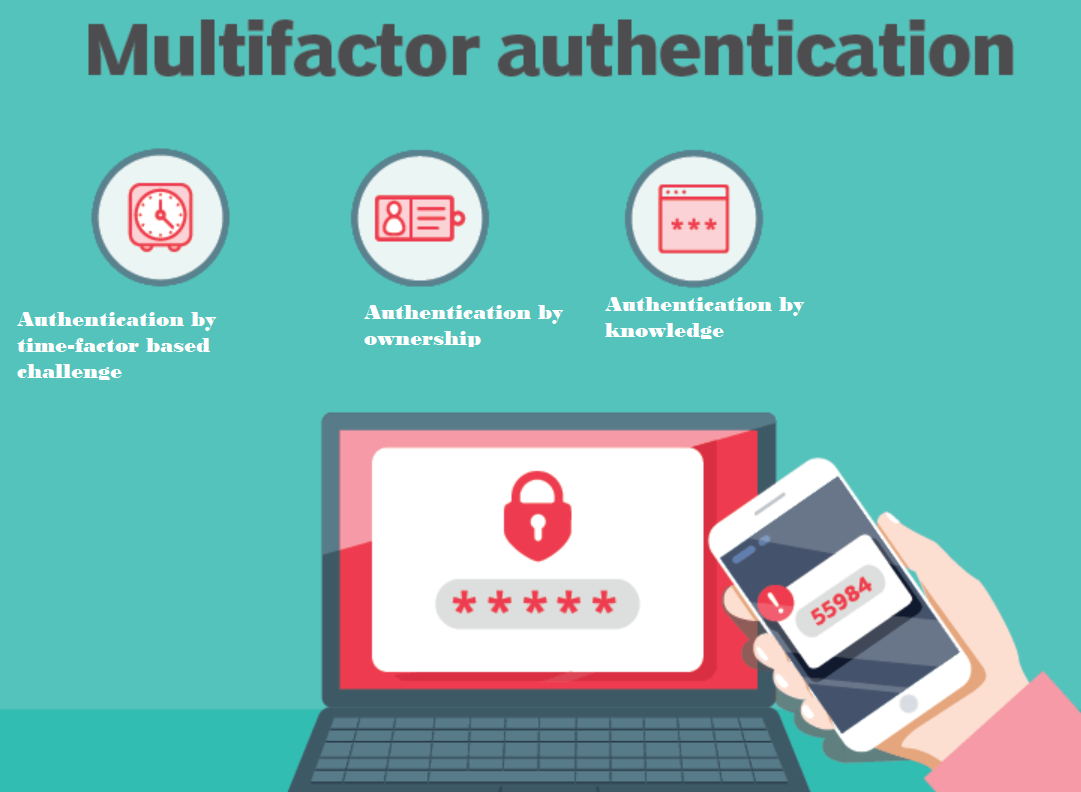 Multifactor authentication
Authentication by
time-factor based
challenge
Authentication by
ownership
Authentication by
knowledge
***
*****
!
55984